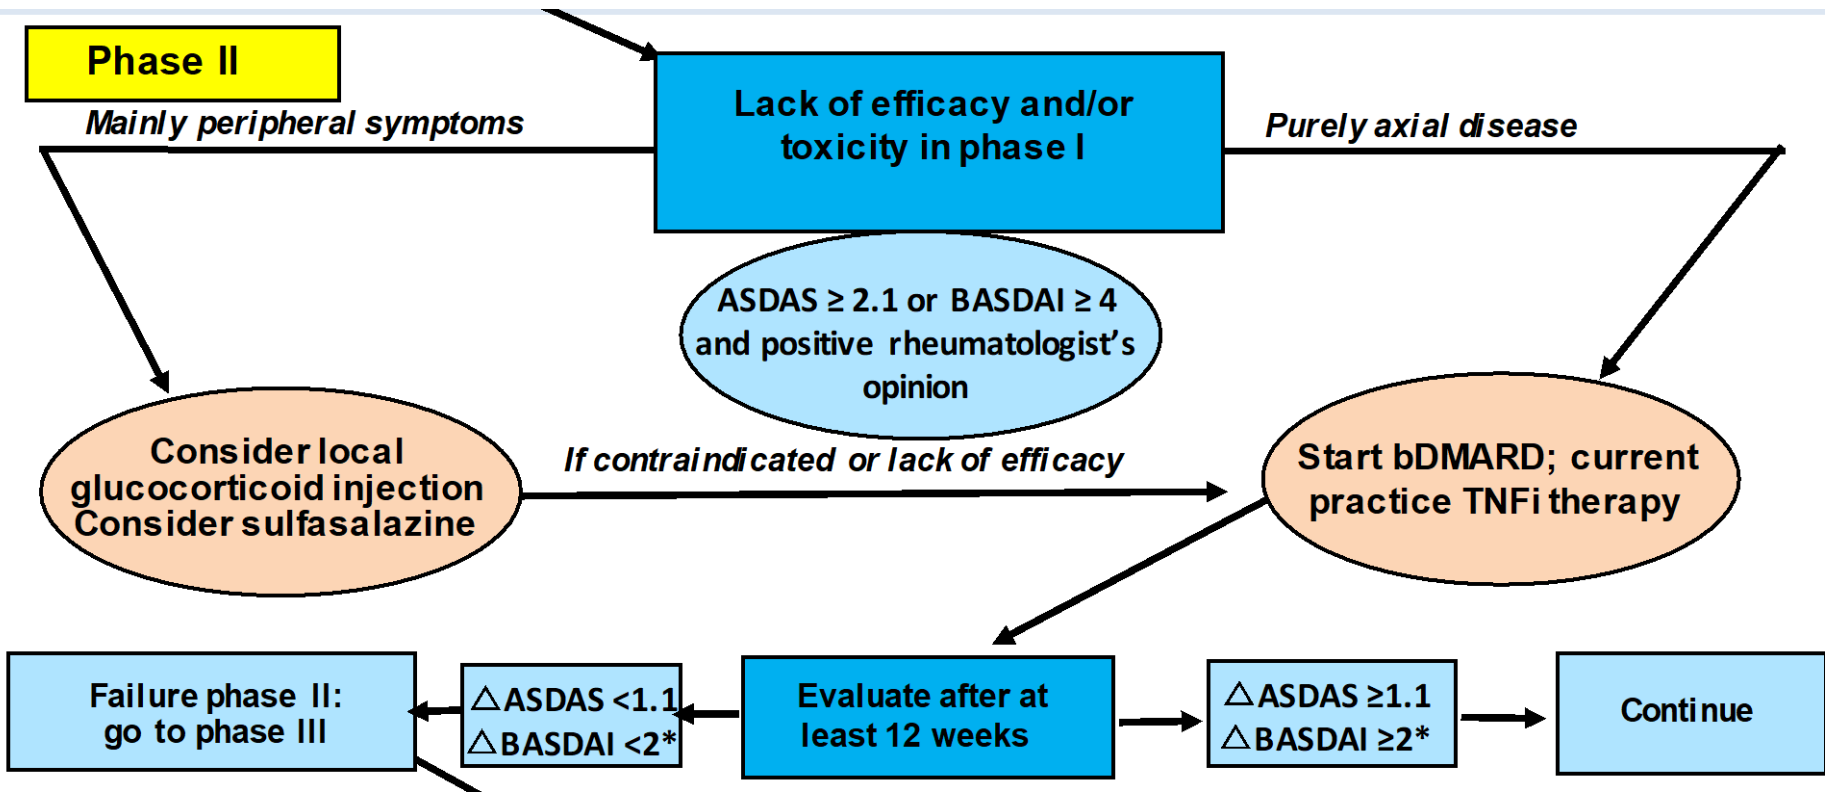 Phase II
Lack of efficacy and/or
toxicity in phase I
Mainly peripheral symptoms
Purely axial disease
ASDAS ≥ 2.1 or BASDAI ≥ 4
and positive rheumatologist’s
opinion
Consider local
glucocorticoid injection
Consider sulfasalazine
If contraindicated or lack of efficacy
Start bDMARD; current
practice TNFi therapy
Failure phase II:
go to phase III
△ ASDAS <1.1
△ BASDAI <2*
Evaluate after at
least 12 weeks
△ ASDAS ≥1.1
△ BASDAI ≥2*
Continue